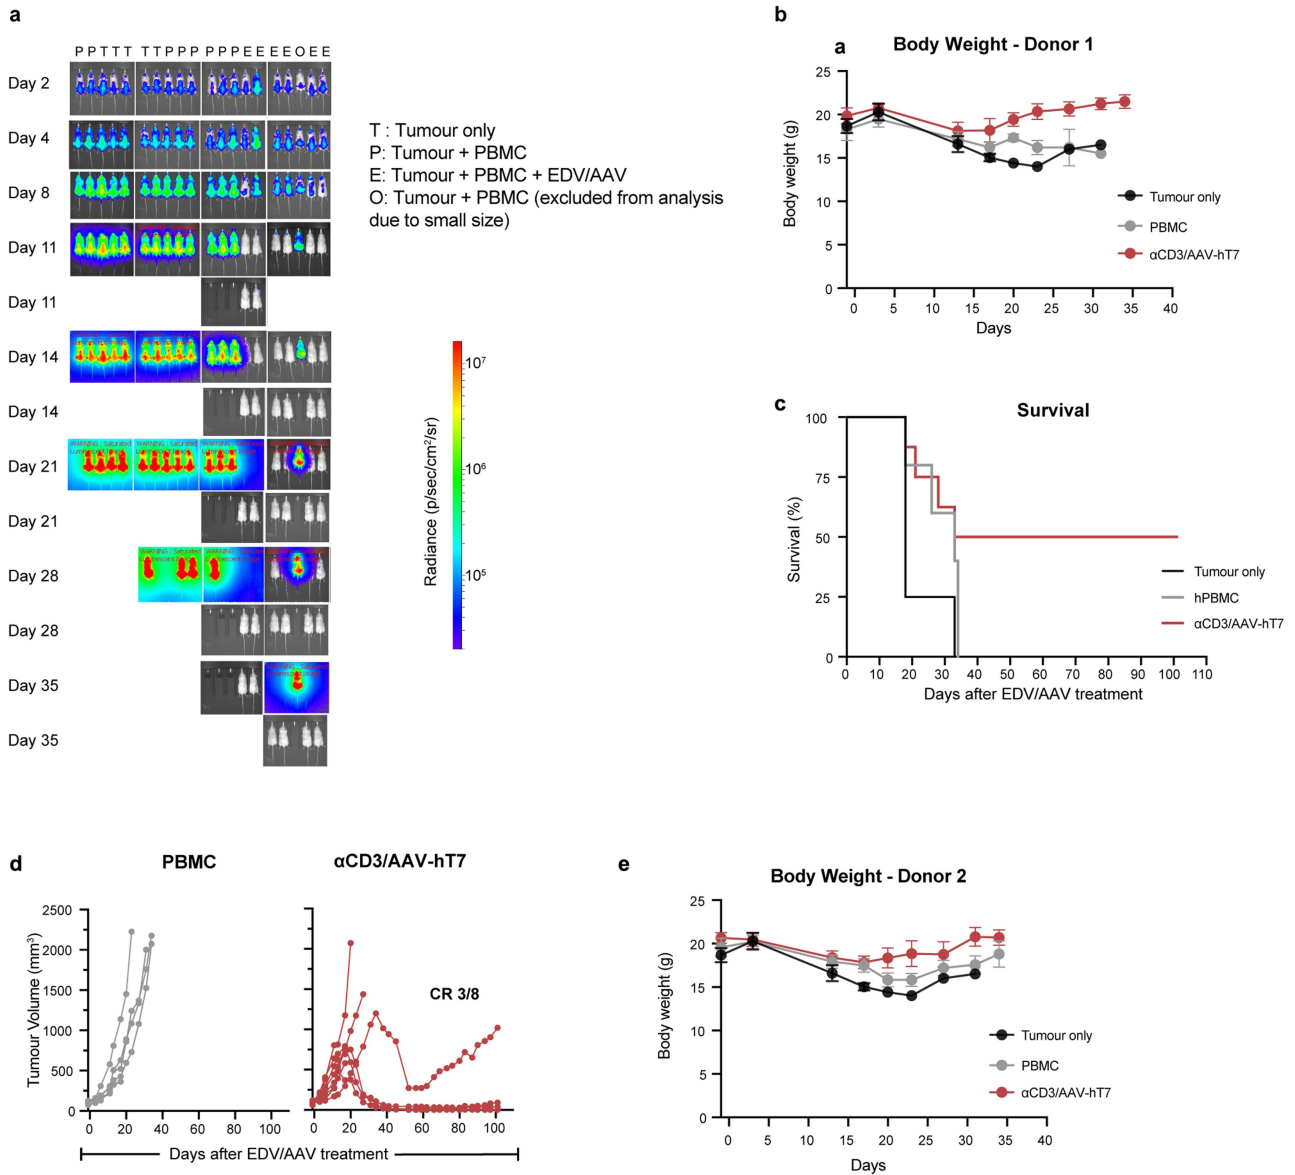 a
P P T T T T T P P P P P P E E E E O E E
Day 2
Day 4
Day 8
Day 11
Day 11
Day 14
Day 14
Day 21
WARNING : Saturated
WARNING : Saturated
Day 21
Day 28
WARNING : Saturated
WARNING : Saturated
Day 28
Day 35
Day 35
T : Tumour only
P: Tumour + PBMC
E: Tumour + PBMC + EDV/AAV
O: Tumour + PBMC (excluded from analysis
due to small size)
Radiance (p/sec/cm²/sr)
10⁷
10⁶
10⁵
b
a
Body Weight - Donor 1
Body weight (g)
25
20
15
10
5
0
0 5 10 15 20 25 30 35 40
Days
Tumour only
PBMC
αCD3/AAV-hT7
c
Survival
Survival (%)
100
75
50
25
0
0 10 20 30 40 50 60 70 80 90 100 110
Days after EDV/AAV treatment
Tumour only
hPBMC
αCD3/AAV-hT7
d
PBMC
αCD3/AAV-hT7
Tumour Volume (mm³)
2500
2000
1500
1000
500
0
CR 3/8
0 20 40 60 80 100
0 20 40 60 80 100
Days after EDV/AAV treatment
e
Body Weight - Donor 2
Body weight (g)
25
20
15
10
5
0
0 5 10 15 20 25 30 35 40
Days
Tumour only
PBMC
αCD3/AAV-hT7